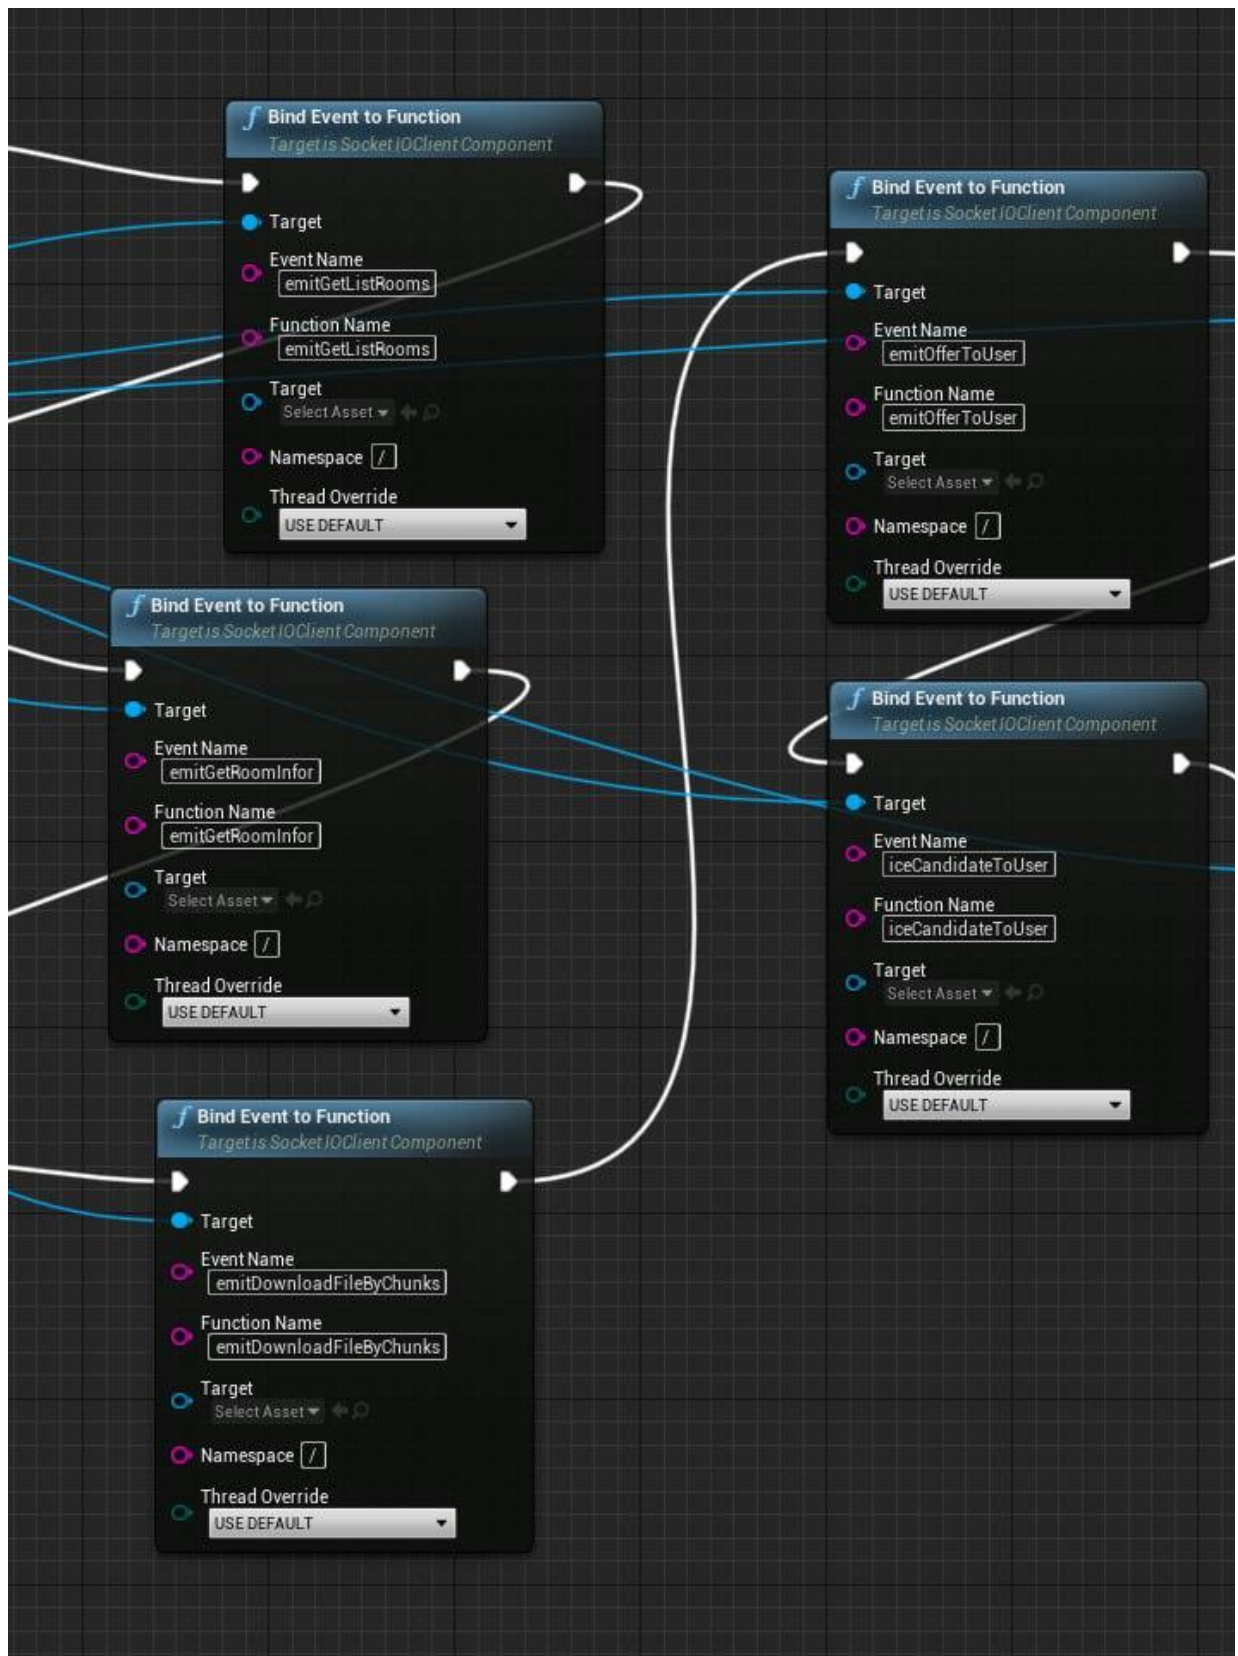 Bind Event to Function
Target is Socket IOClient Component
Target
Event Name
emitGetListRooms
Function Name
emitGetListRooms
Target
Select Asset
Namespace /
Thread Override
USE DEFAULT
Bind Event to Function
Target is Socket IOClient Component
Target
Event Name
emitGetRoomInfor
Function Name
emitGetRoomInfor
Target
Select Asset
Namespace /
Thread Override
USE DEFAULT
Bind Event to Function
Target is Socket IOClient Component
Target
Event Name
emitDownloadFileByChunks
Function Name
emitDownloadFileByChunks
Target
Select Asset
Namespace /
Thread Override
USE DEFAULT
Bind Event to Function
Target is Socket IOClient Component
Target
Event Name
emitOfferToUser
Function Name
emitOfferToUser
Target
Select Asset
Namespace /
Thread Override
USE DEFAULT
Bind Event to Function
Target is Socket IOClient Component
Target
Event Name
iceCandidateToUser
Function Name
iceCandidateToUser
Target
Select Asset
Namespace /
Thread Override
USE DEFAULT